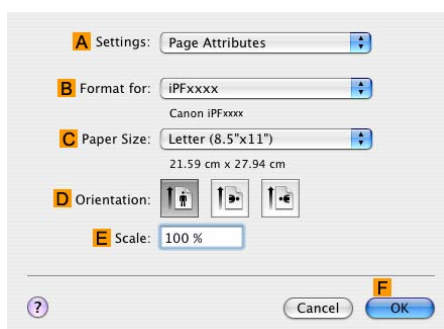 A Settings: Page Attributes
B Format for: iPFxxxx
Canon iPFxxxx
C Paper Size: Letter (8.5"x11")
21.59 cm x 27.94 cm
D Orientation:
E Scale: 100 %
F
? Cancel OK